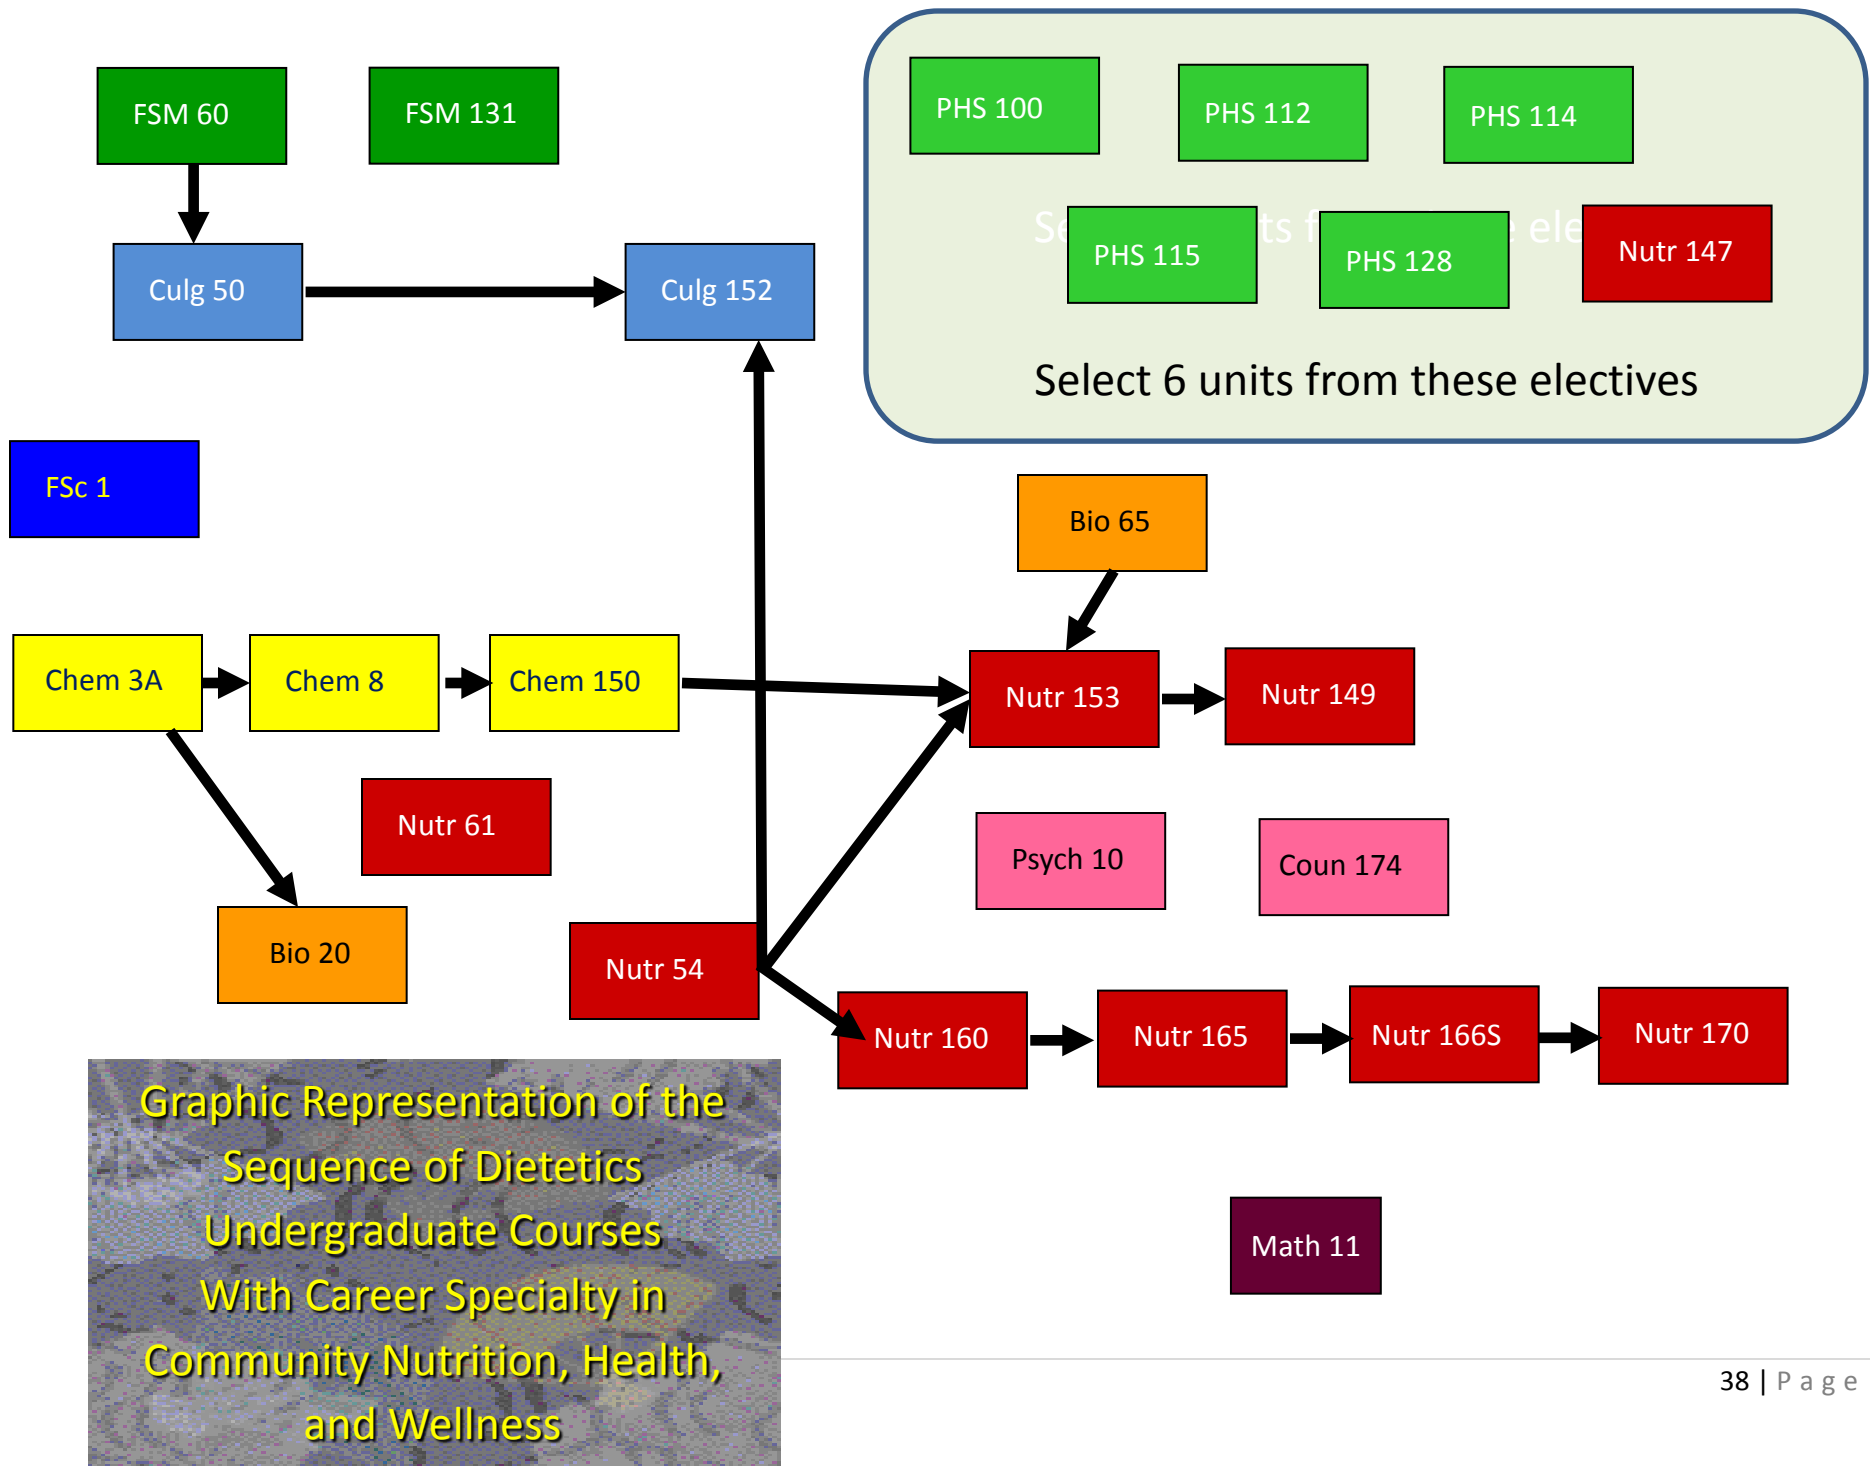 FSM 60
FSM 131
PHS 100
PHS 112
PHS 114
PHS 115
PHS 128
Nutr 147
Select 6 units from these electives
Culg 50
Culg 152
FSc 1
Bio 65
Chem 3A
Chem 8
Chem 150
Nutr 153
Nutr 149
Nutr 61
Psych 10
Coun 174
Bio 20
Nutr 54
Nutr 160
Nutr 165
Nutr 166S
Nutr 170
Graphic Representation of the
Sequence of Dietetics
Undergraduate Courses
With Career Specialty in
Community Nutrition, Health,
and Wellness
Math 11
38 | P a g e